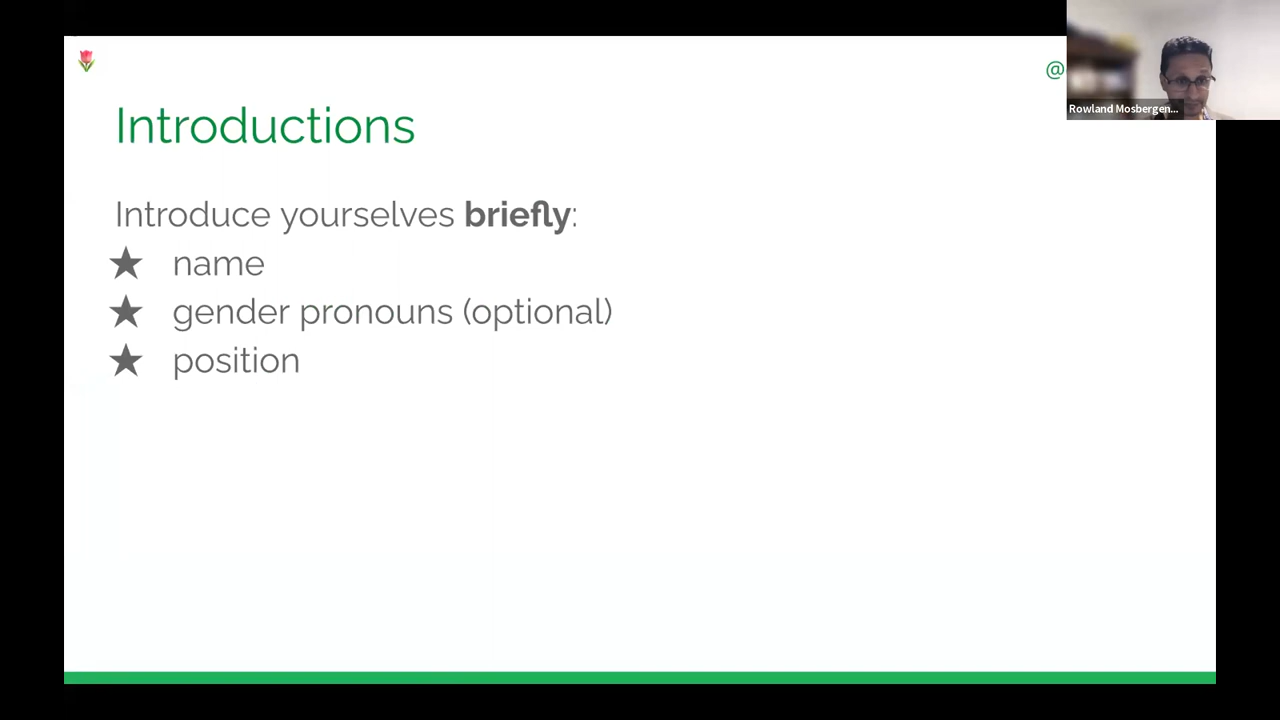 @
Introductions
Rowland Mosbergen...
Introduce yourselves briefly:
★ name
★ gender pronouns (optional)
★ position